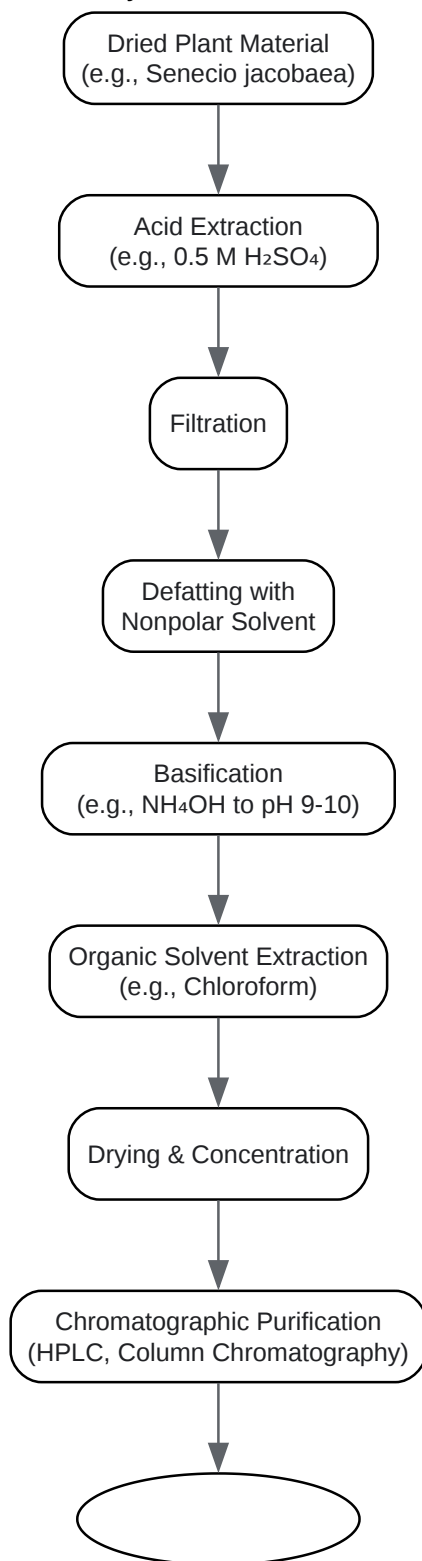 Dried Plant Material
(e.g., Senecio jacobaea)
Acid Extraction
(e.g., 0.5 M H₂SO₄)
Filtration
Defatting with
Nonpolar Solvent
Basification
(e.g., NH₄OH to pH 9-10)
Organic Solvent Extraction
(e.g., Chloroform)
Drying & Concentration
Chromatographic Purification
(HPLC, Column Chromatography)